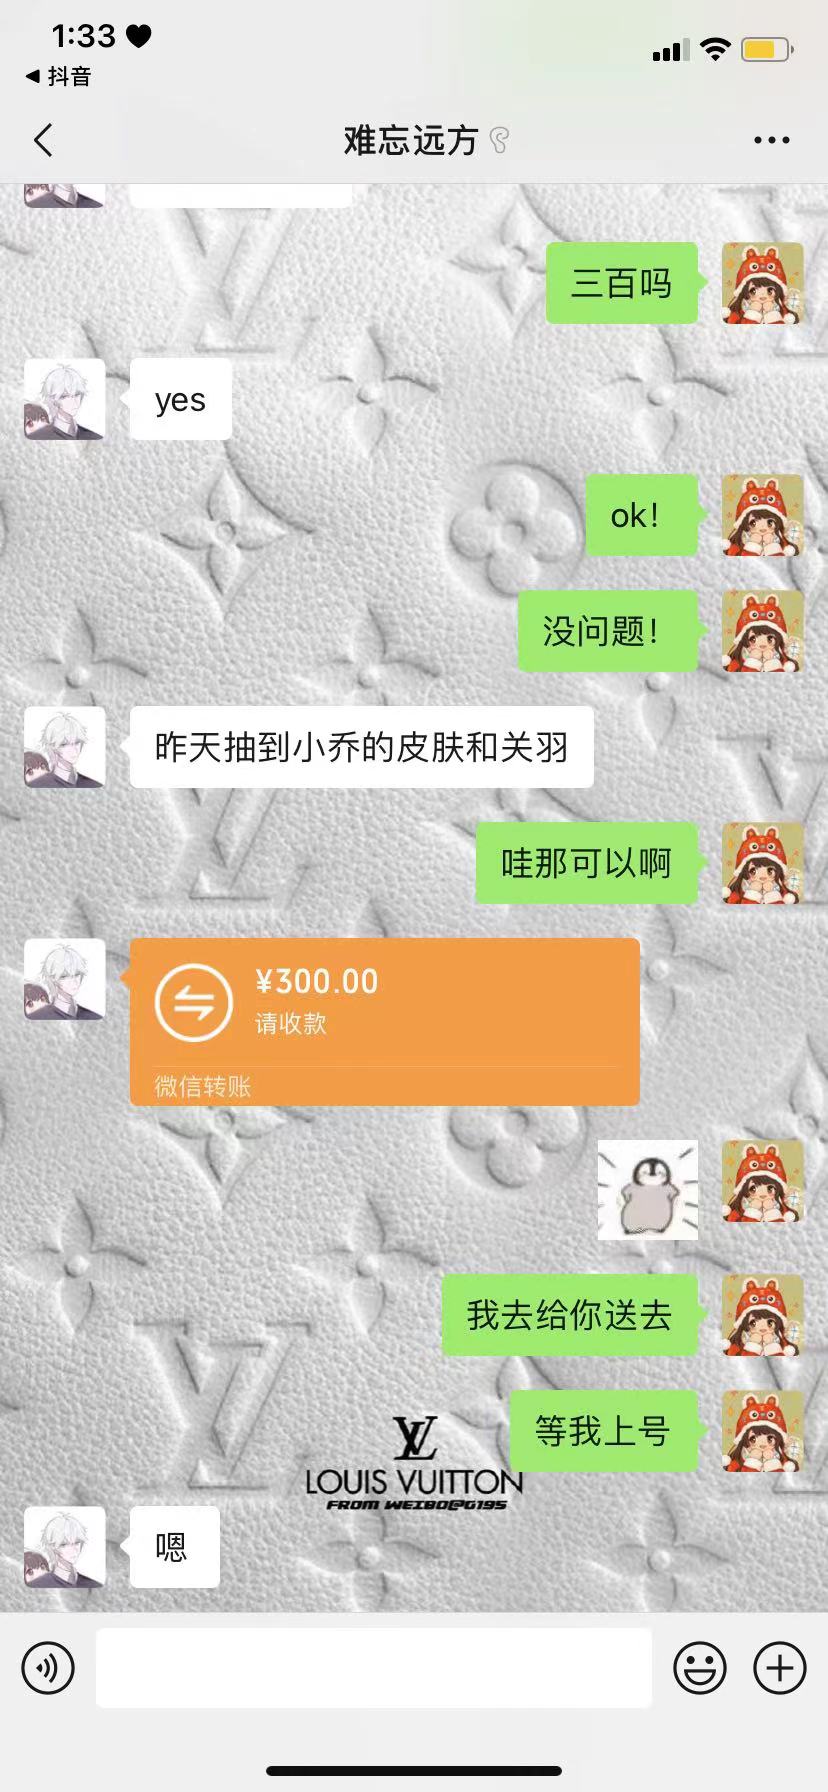 1:33
抖音
难忘远方
三百吗
yes
ok!
没问题!
昨天抽到小乔的皮肤和关羽
哇那可以啊
¥300.00
请收款
微信转账
我去给你送去
等我上号
LOUIS VUITTON
FROM WEIBO@G195
嗯